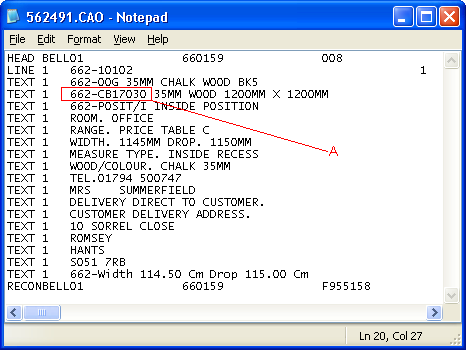 562491.CAO - Notepad
File Edit Format View Help
HEAD BELL01 660159 008
LINE 1 662-10102 1
TEXT 1 662-OOG 35MM CHALK WOOD BK5
TEXT 1 662-CB17030 35MM WOOD 1200MM X 1200MM
TEXT 1 662-POSIT/I INSIDE POSITION
TEXT 1 ROOM. OFFICE
TEXT 1 RANGE. PRICE TABLE C
TEXT 1 WIDTH. 1145MM DROP. 1150MM
A
TEXT 1 MEASURE TYPE. INSIDE RECESS
TEXT 1 WOOD/COLOUR. CHALK 35MM
TEXT 1 TEL.01794 500747
TEXT 1 MRS SUMMERFIELD
TEXT 1 DELIVERY DIRECT TO CUSTOMER.
TEXT 1 CUSTOMER DELIVERY ADDRESS.
TEXT 1 10 SORREL CLOSE
TEXT 1 ROMSEY
TEXT 1 HANTS
TEXT 1 SO51 7RB
TEXT 1 662-Width 114.50 Cm Drop 115.00 Cm
RECONBELL01 660159 F955158
Ln 20, Col 27